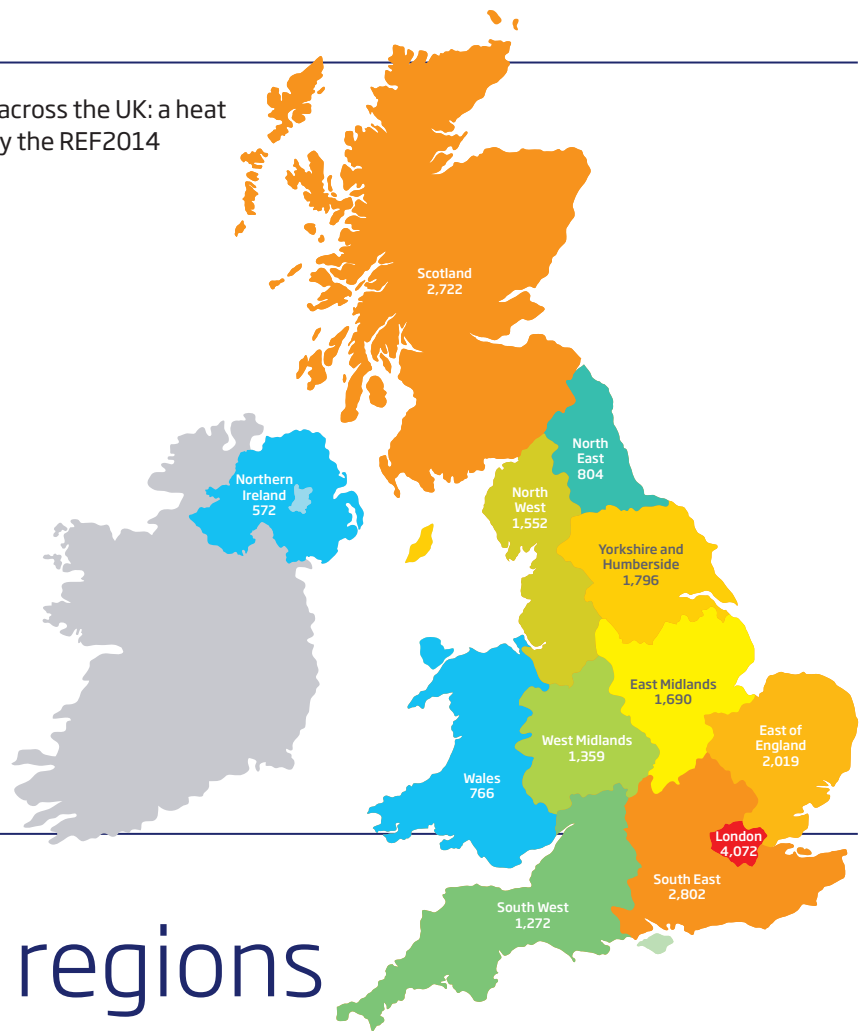 across the UK: a heat
y the REF2014
Scotland
2,722
North
East
804
Northern
Ireland
572
North
West
1,552
Yorkshire and
Humberside
1,796
East Midlands
1,690
West Midlands
1,359
East of
England
2,019
Wales
766
London
4,072
South East
2,802
South West
1,272
regions